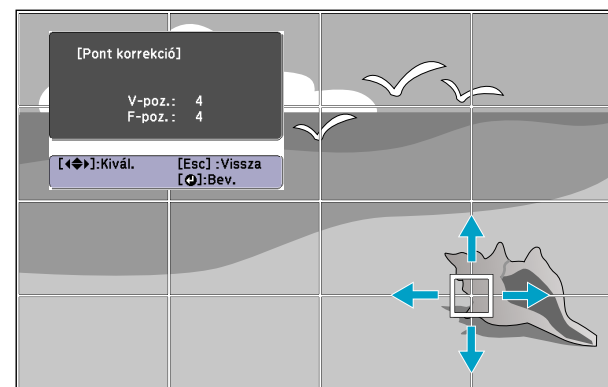 [Pont korrekció]
V-poz.: 4
F-poz.: 4
[◀◆▶]:Kivál. [Esc] :Vissza
[↵]:Bev.